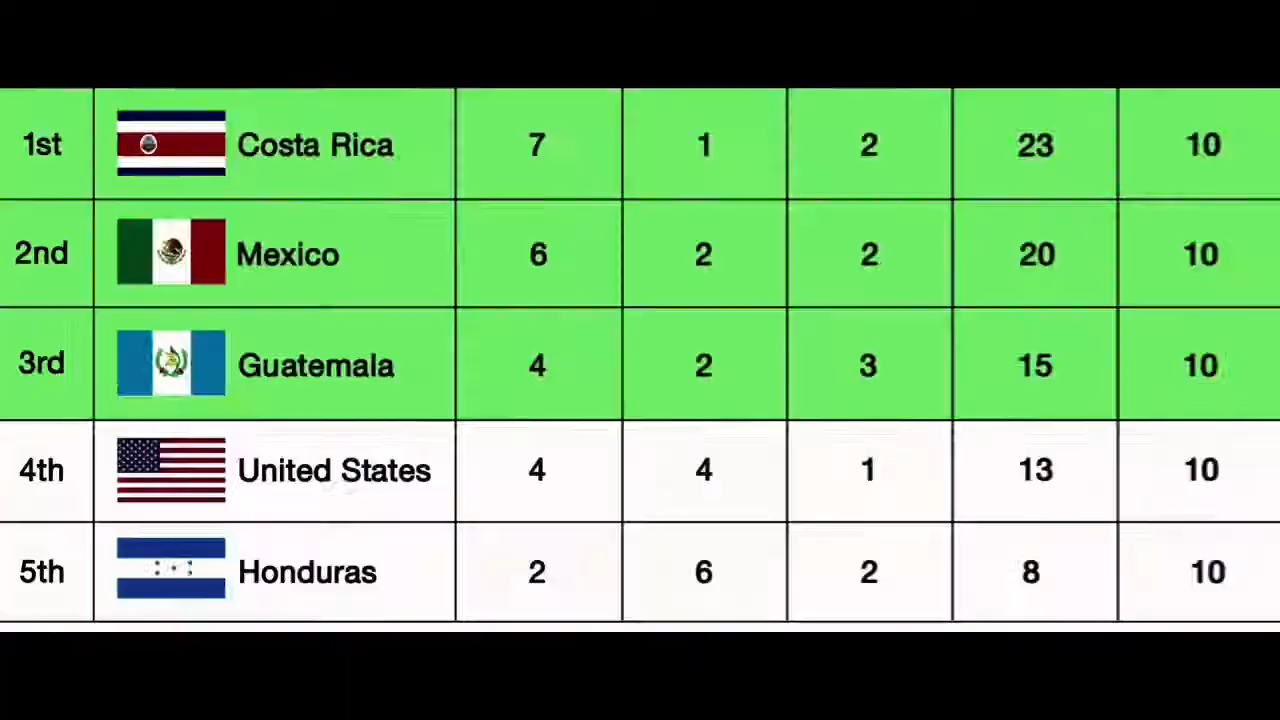 1st Costa Rica 7 1 2 23 10
2nd Mexico 6 2 2 20 10
3rd Guatemala 4 2 3 15 10
4th United States 4 4 1 13 10
5th Honduras 2 6 2 8 10